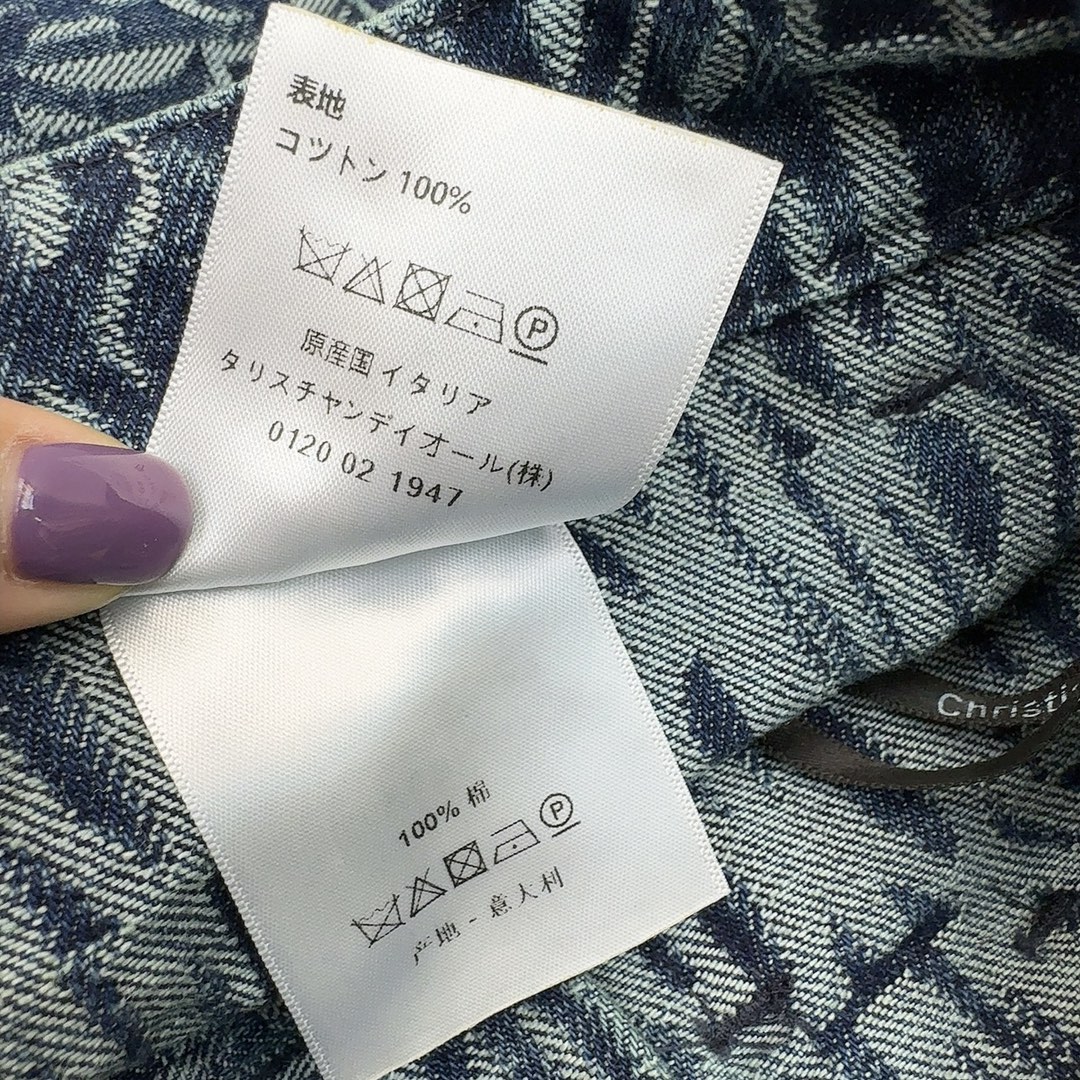 表地
コットン 100%
P
原産国 イタリア
タリスチャンディオール(株)
0120 02 1947
100% 棉
P
产地 - 意大利
Christi